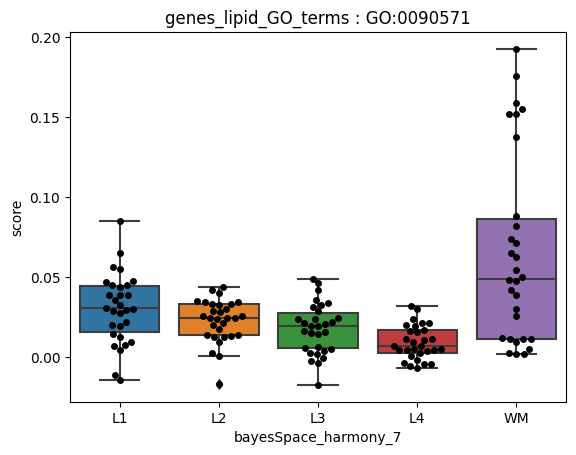 genes_lipid_GO_terms : GO:0090571
0.20
0.15
0.10
0.05
0.00
score
L1 L2 L3 L4 WM
bayesSpace_harmony_7